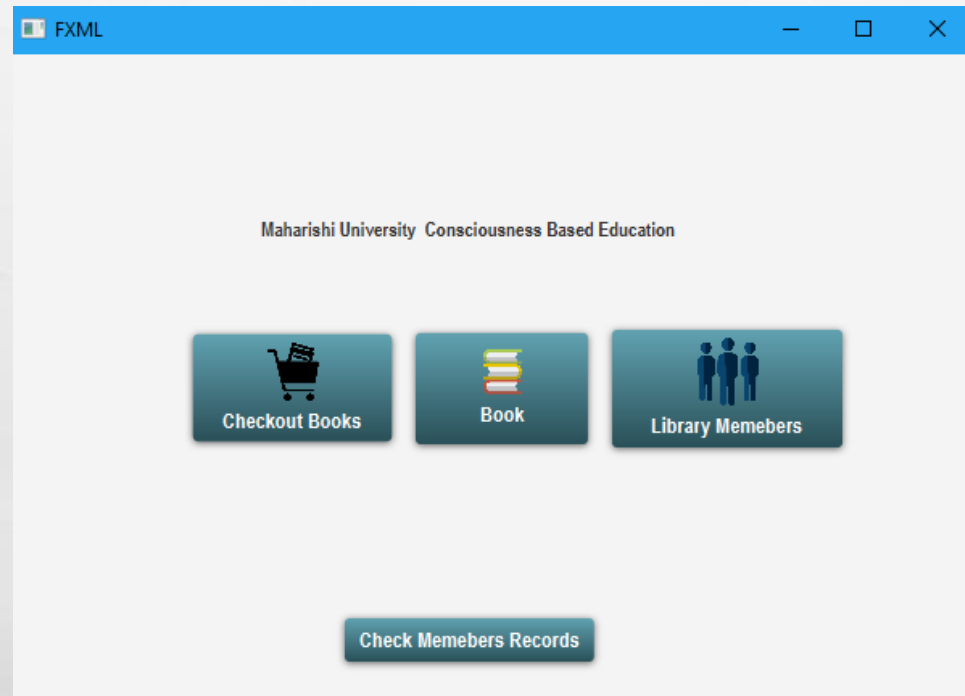 FXML
Maharishi University  Consciousness Based Education
Checkout Books
Book
Library Memebers
Check Memebers Records